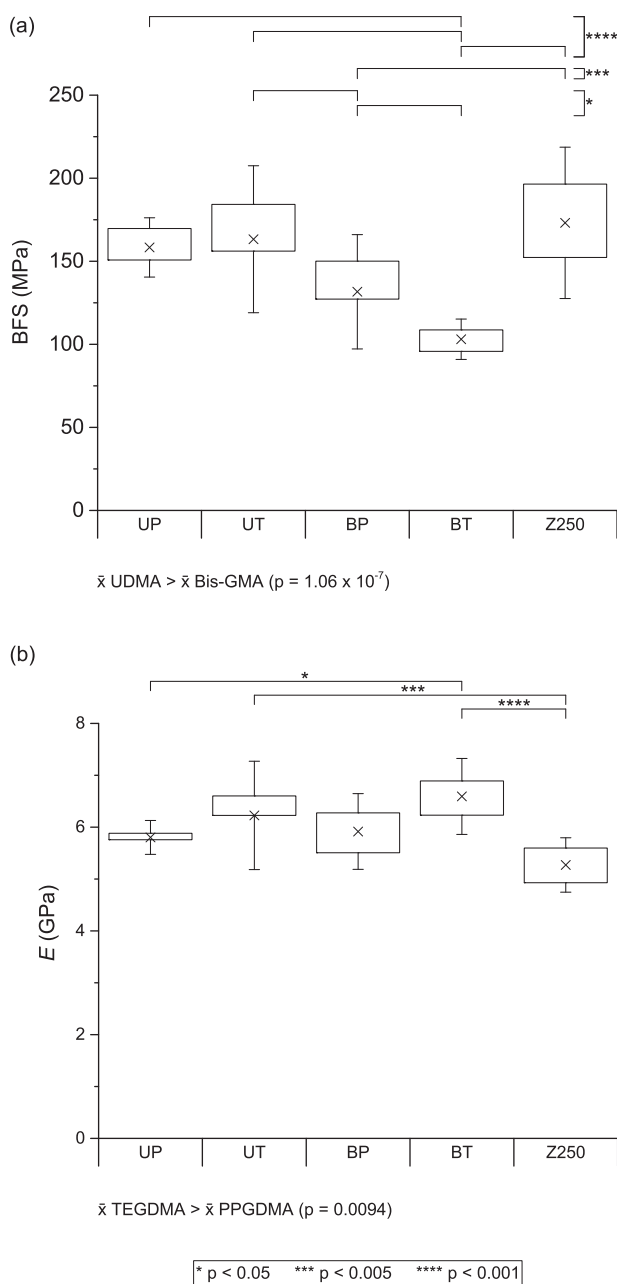 (a)
****
***
*
250
200
150
100
50
0
BFS (MPa)
UP UT BP BT Z250
x̄ UDMA > x̄ Bis-GMA (p = 1.06 x 10⁻⁷)
(b)
*
***
****
8
6
4
2
0
E (GPa)
UP UT BP BT Z250
x̄ TEGDMA > x̄ PPGDMA (p = 0.0094)
* p < 0.05 *** p < 0.005 **** p < 0.001